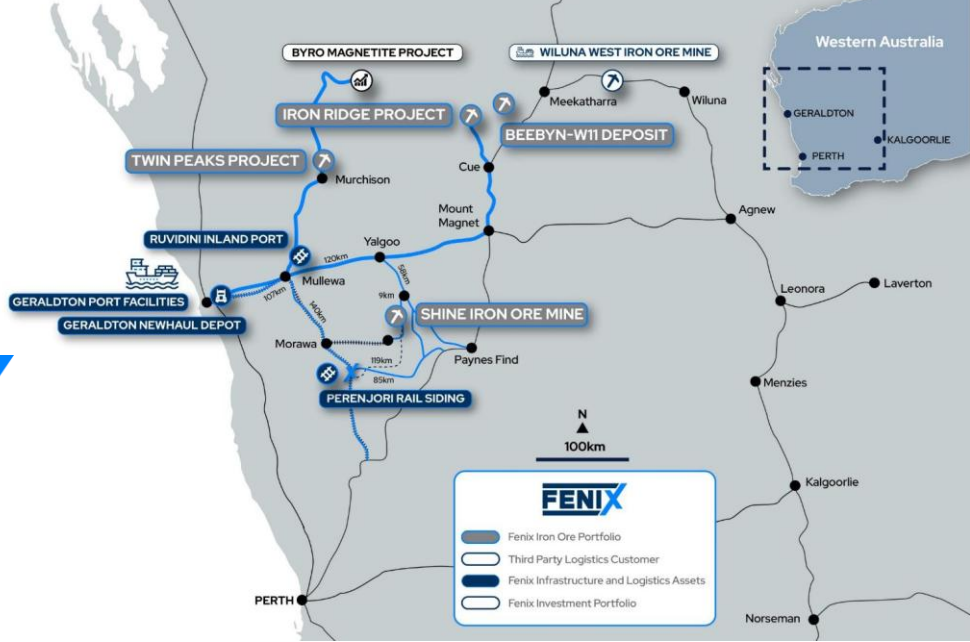 BYRO MAGNETITE PROJECT
WILUNA WEST IRON ORE MINE
Western Australia
GERALDTON
KALGOORLIE
PERTH
Meekatharra
Wiluna
IRON RIDGE PROJECT
BEEBYN-W11 DEPOSIT
TWIN PEAKS PROJECT
Murchison
Cue
Mount
Magnet
Agnew
RUVIDINI INLAND PORT
Yalgoo
120km
58km
Mullewa
107km
140km
9km
GERALDTON PORT FACILITIES
GERALDTON NEWHAUL DEPOT
SHINE IRON ORE MINE
Leonora
Laverton
Morawa
119km
85km
Paynes Find
PERENJORI RAIL SIDING
Menzies
N
100km
Kalgoorlie
FENIX
Fenix Iron Ore Portfolio
Third Party Logistics Customer
Fenix Infrastructure and Logistics Assets
Fenix Investment Portfolio
PERTH
Norseman